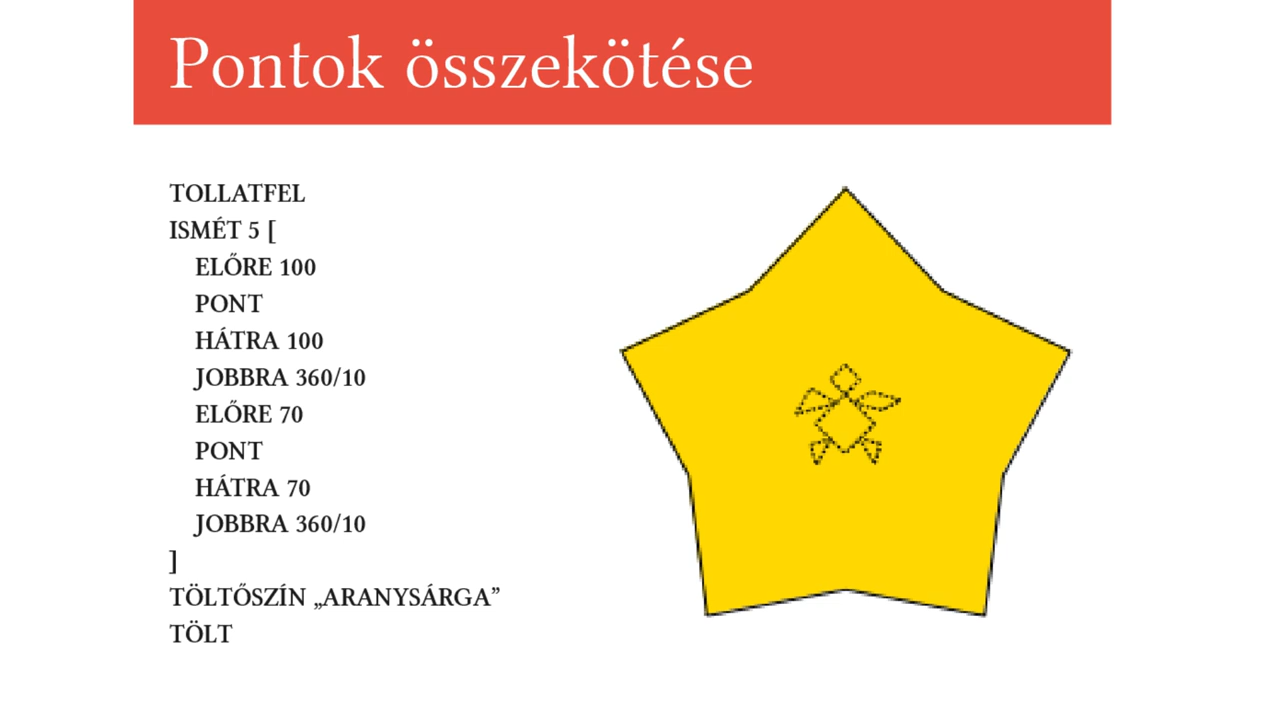 Pontok összekötése
TOLLATFEL
ISMÉT 5 [
ELŐRE 100
PONT
HÁTRA 100
JOBBRA 360/10
ELŐRE 70
PONT
HÁTRA 70
JOBBRA 360/10
]
TÖLTŐSZÍN „ARANYSÁRGA”
TÖLT